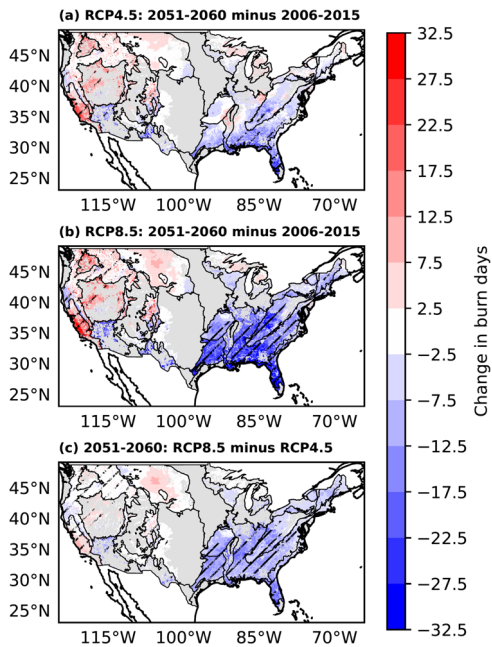 (a) RCP4.5: 2051-2060 minus 2006-2015
45°N
40°N
35°N
30°N
25°N
115°W 100°W 85°W 70°W
(b) RCP8.5: 2051-2060 minus 2006-2015
45°N
40°N
35°N
30°N
25°N
115°W 100°W 85°W 70°W
(c) 2051-2060: RCP8.5 minus RCP4.5
45°N
40°N
35°N
30°N
25°N
115°W 100°W 85°W 70°W
32.5
27.5
22.5
17.5
12.5
7.5
2.5
−2.5
−7.5
−12.5
−17.5
−22.5
−27.5
−32.5
Change in burn days